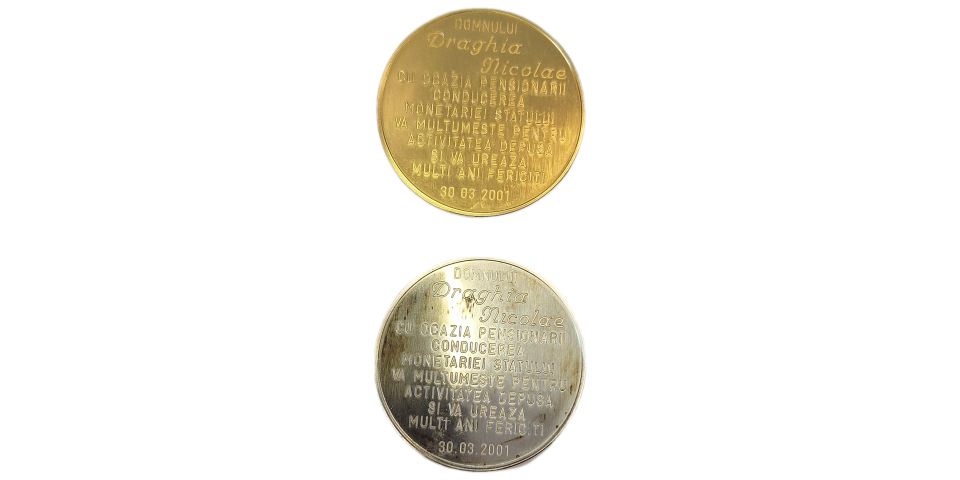 DOMNULUI
Draghia
Nicolae
CU OCAZIA PENSIONARII
CONDUCEREA
MONETARIEI STATULUI
VA MULTUMESTE PENTRU
ACTIVITATEA DEPUSA
SI VA UREAZA
MULTI ANI FERICITI
30.03.2001
DOMNULUI
Draghia
Nicolae
CU OCAZIA PENSIONARII
CONDUCEREA
MONETARIEI STATULUI
VA MULTUMESTE PENTRU
ACTIVITATEA DEPUSA
SI VA UREAZA
MULTI ANI FERICITI
30.03.2001